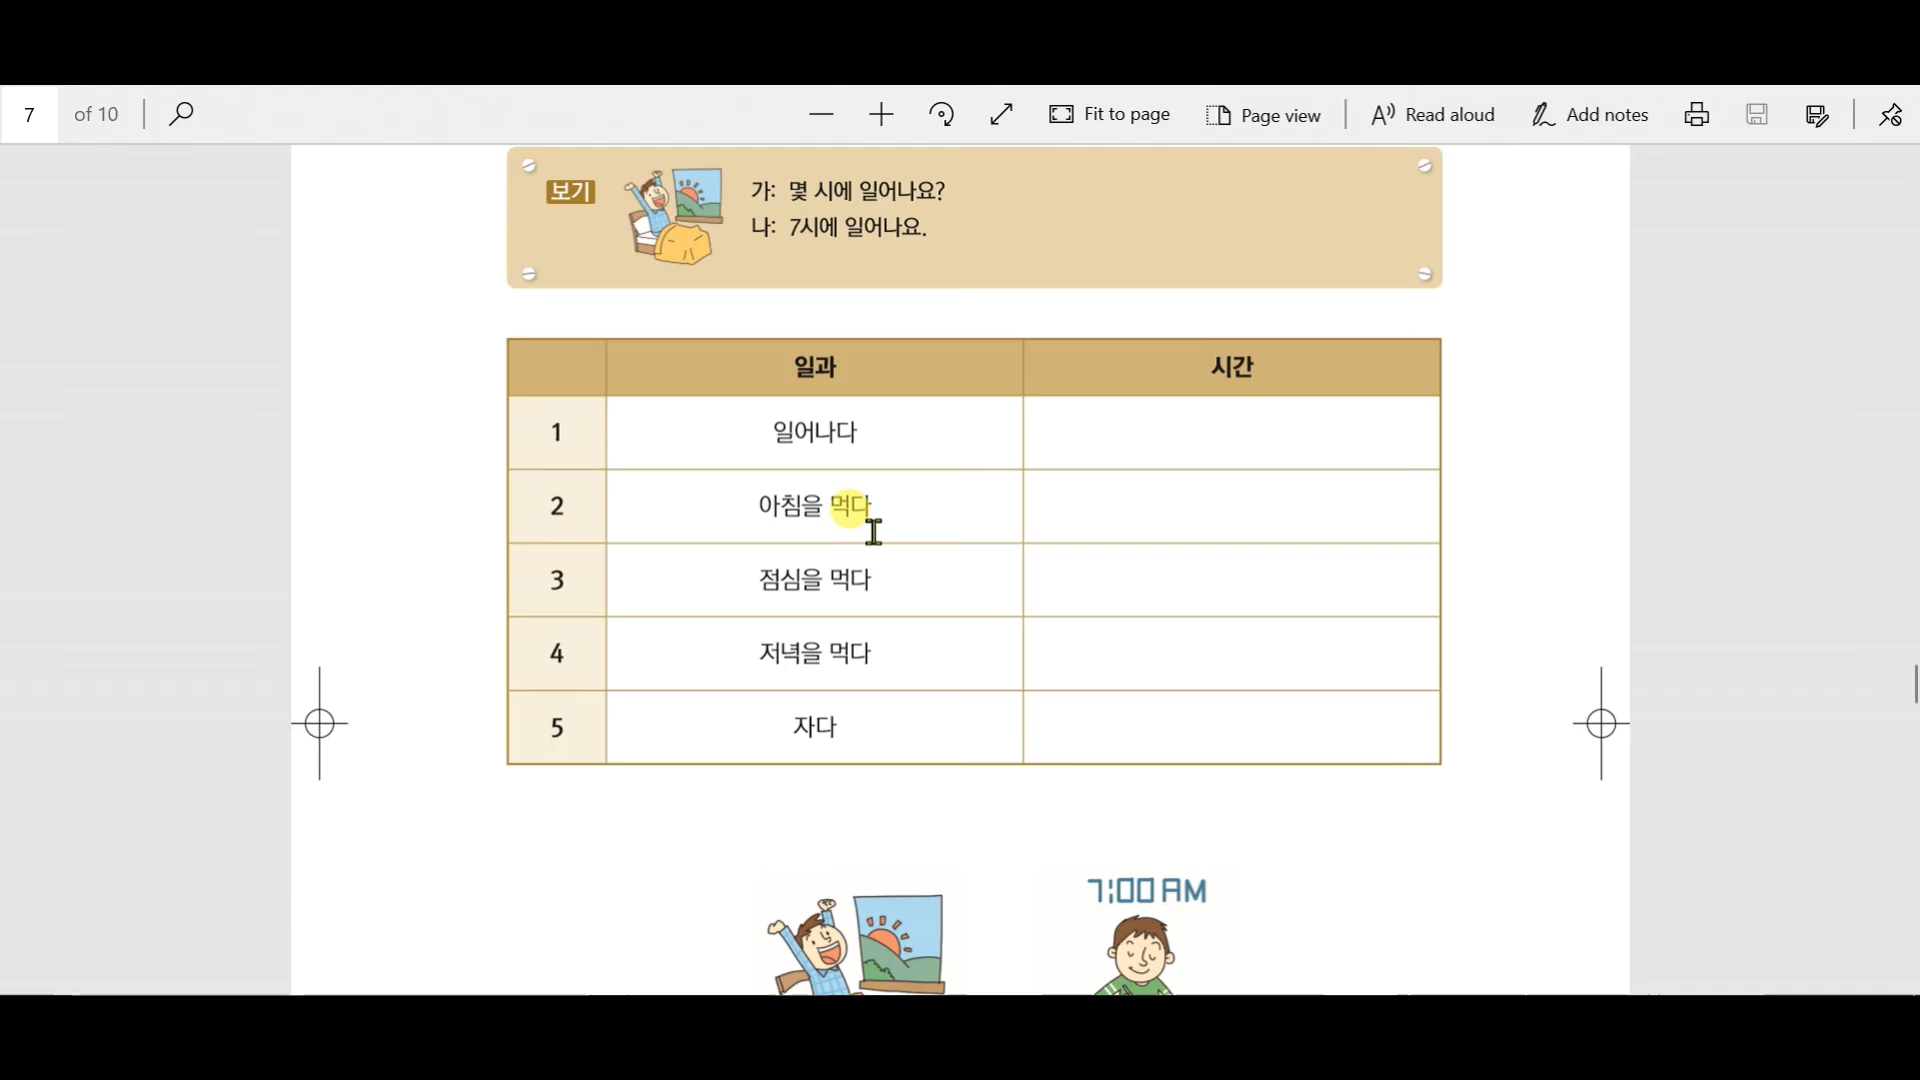 7 of 10 Fit to page Page view Read aloud Add notes
보기
가: 몇 시에 일어나요?
나: 7시에 일어나요.
일과 시간
1 일어나다
2 아침을 먹다
3 점심을 먹다
4 저녁을 먹다
5 자다
7:00 AM